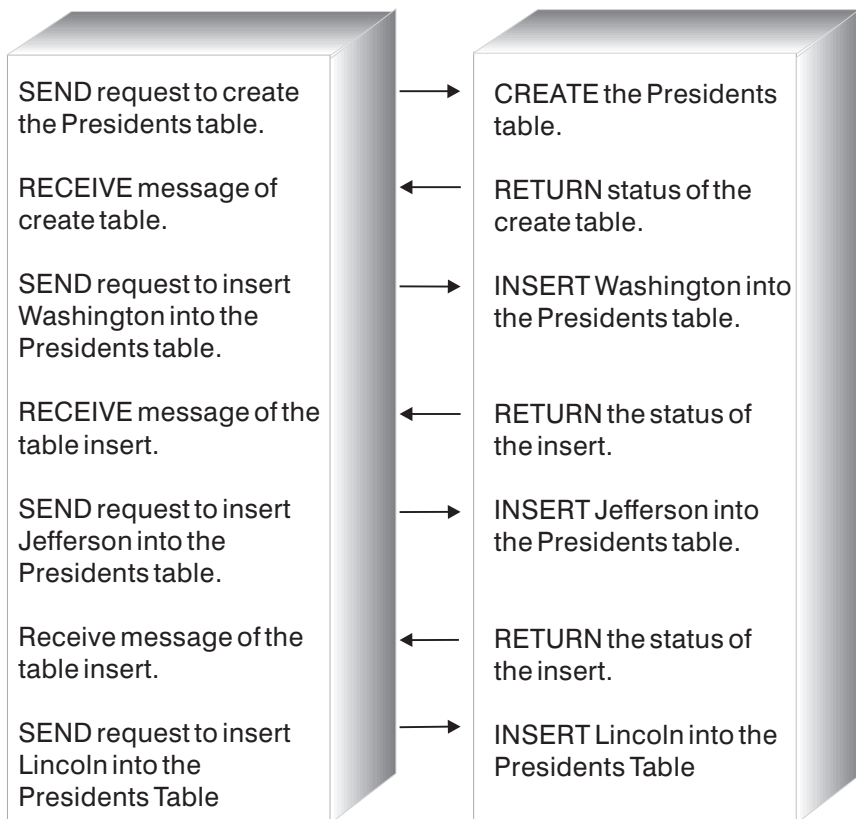 SEND request to create
the Presidents table.
CREATE the Presidents
table.
RECEIVE message of
create table.
RETURN status of the
create table.
SEND request to insert
Washington into the
Presidents table.
INSERT Washington into
the Presidents table.
RECEIVE message of the
table insert.
RETURN the status of
the insert.
SEND request to insert
Jefferson into the
Presidents table.
INSERT Jefferson into
the Presidents table.
Receive message of the
table insert.
RETURN the status of
the insert.
SEND request to insert
Lincoln into the
Presidents Table
INSERT Lincoln into the
Presidents Table